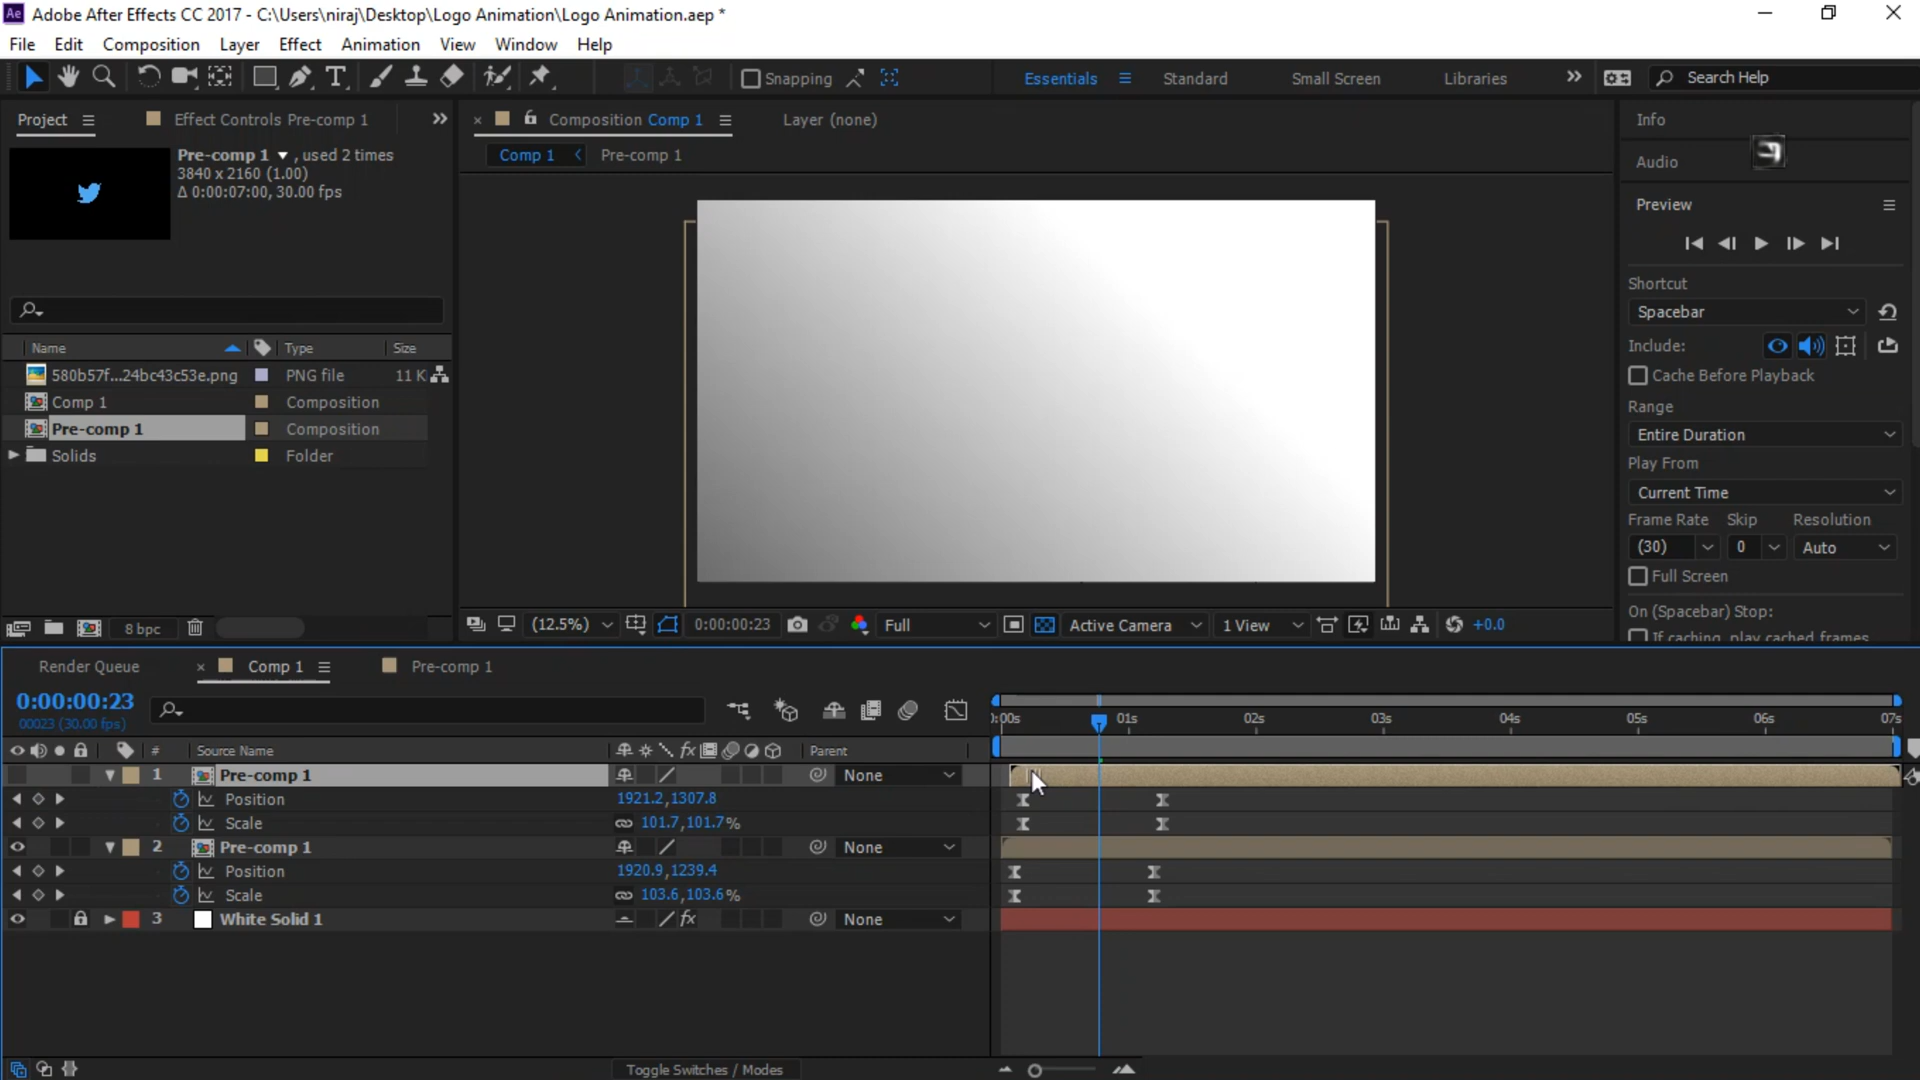 Adobe After Effects CC 2017 - C:\Users\niraj\Desktop\Logo Animation\Logo Animation.aep *
File Edit Composition Layer Effect Animation View Window Help
Snapping Essentials Standard Small Screen Libraries Search Help
Project Effect Controls Pre-comp 1 Composition Comp 1 Layer (none) Info
Pre-comp 1 , used 2 times
3840 x 2160 (1.00)
Δ 0:00:07:00, 30.00 fps
Comp 1 Pre-comp 1
Audio
Preview
Shortcut
Spacebar
Include:
Cache Before Playback
Range
Entire Duration
Play From
Current Time
Frame Rate Skip Resolution
(30) 0 Auto
Full Screen
On (Spacebar) Stop:
If caching, play cached frames
Name Type Size
580b57f...24bc43c53e.png PNG file 11 K
Comp 1 Composition
Pre-comp 1 Composition
Solids Folder
8 bpc
(12.5%) 0:00:00:23 Full Active Camera 1 View +0.0
Render Queue Comp 1 Pre-comp 1
0:00:00:23
00023 (30.00 fps)
0:00s 01s 02s 03s 04s 05s 06s 07s
# Source Name fx Parent
1 Pre-comp 1 None
Position 1921.2,1307.8
Scale 101.7,101.7%
2 Pre-comp 1 None
Position 1920.9,1239.4
Scale 103.6,103.6%
3 White Solid 1 fx None
Toggle Switches / Modes